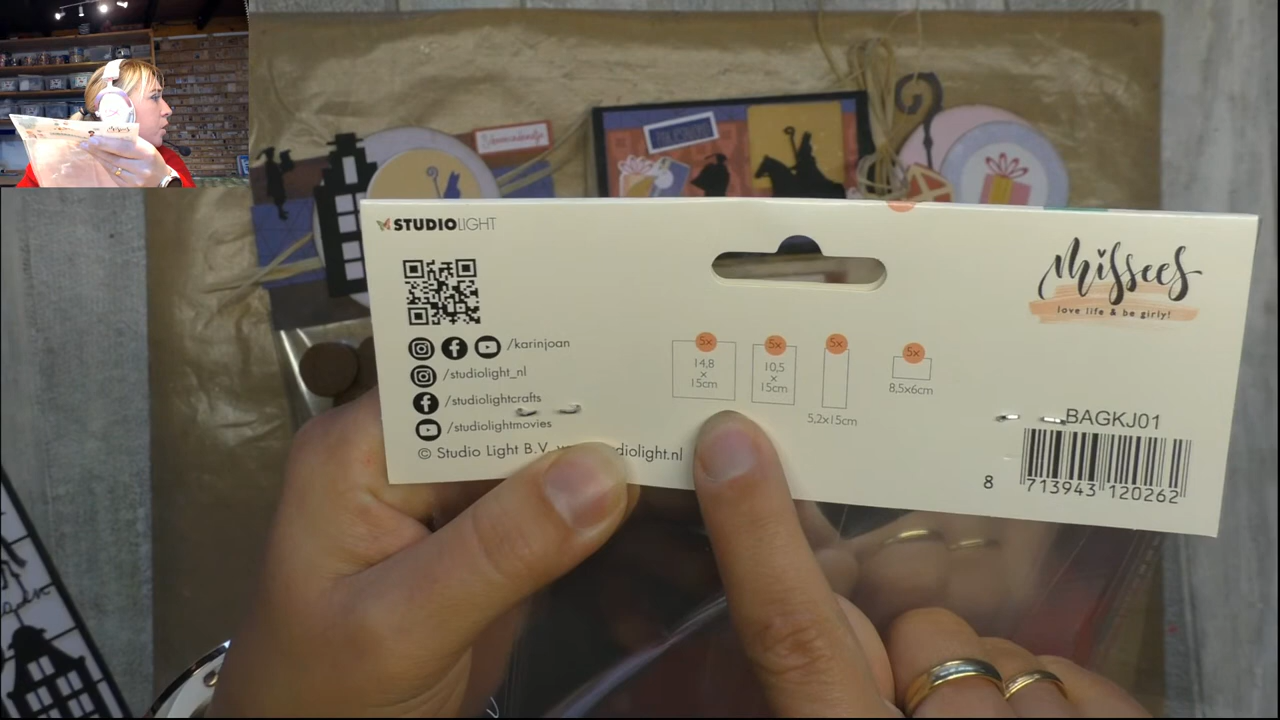 STUDIOLIGHT
Missees
love life & be girly!
/karinjoan
/studiolight_nl
/studiolightcrafts
/studiolightmovies
© Studio Light B.V. diolight.nl
5x
14,8
x
15cm
5x
10,5
x
15cm
5x
5,2x15cm
5x
8,5x6cm
BAGKJ01
8 713943 120262